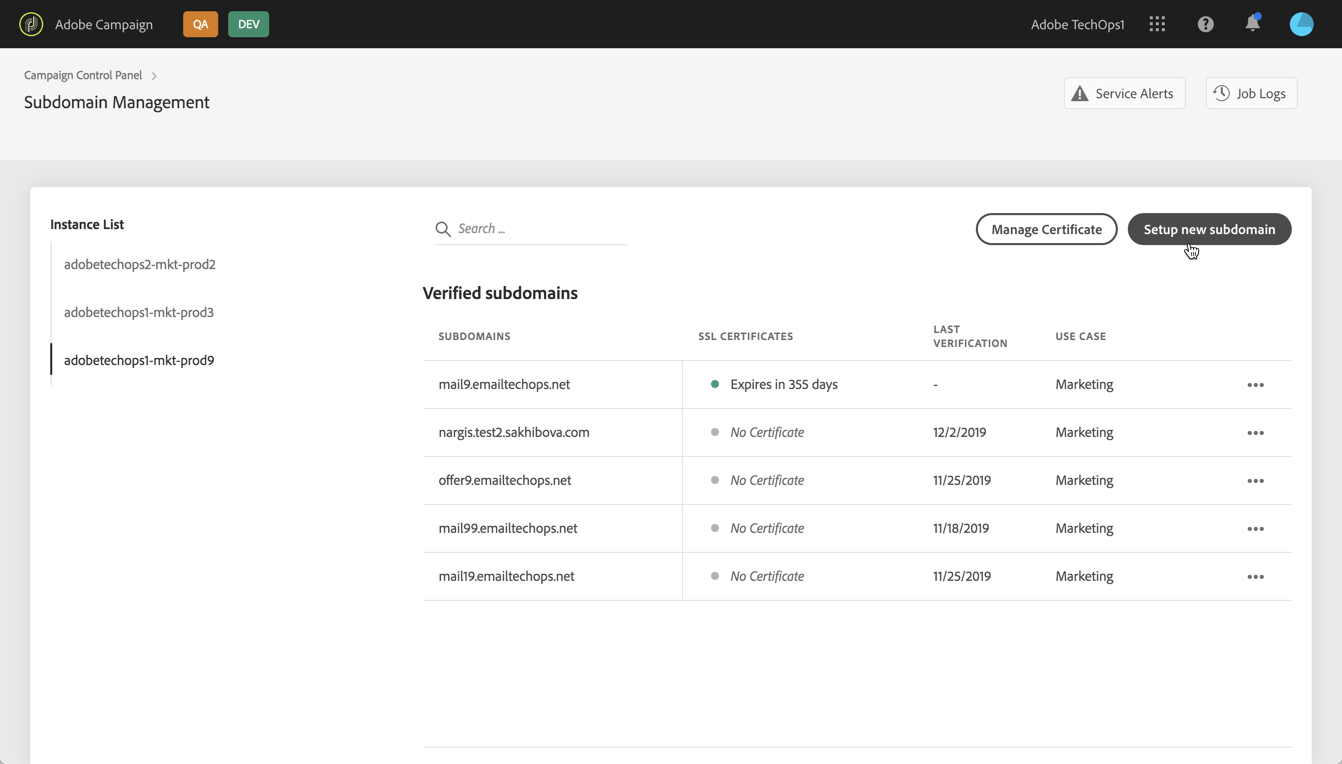 Adobe Campaign QA DEV Adobe TechOps1
Campaign Control Panel
Subdomain Management
Service Alerts Job Logs
Instance List
adobetechops2-mkt-prod2
adobetechops1-mkt-prod3
adobetechops1-mkt-prod9
Search ...
Manage Certificate Setup new subdomain
Verified subdomains
SUBDOMAINS SSL CERTIFICATES LAST VERIFICATION USE CASE
mail9.emailtechops.net Expires in 355 days - Marketing
nargis.test2.sakhibova.com No Certificate 12/2/2019 Marketing
offer9.emailtechops.net No Certificate 11/25/2019 Marketing
mail99.emailtechops.net No Certificate 11/18/2019 Marketing
mail19.emailtechops.net No Certificate 11/25/2019 Marketing